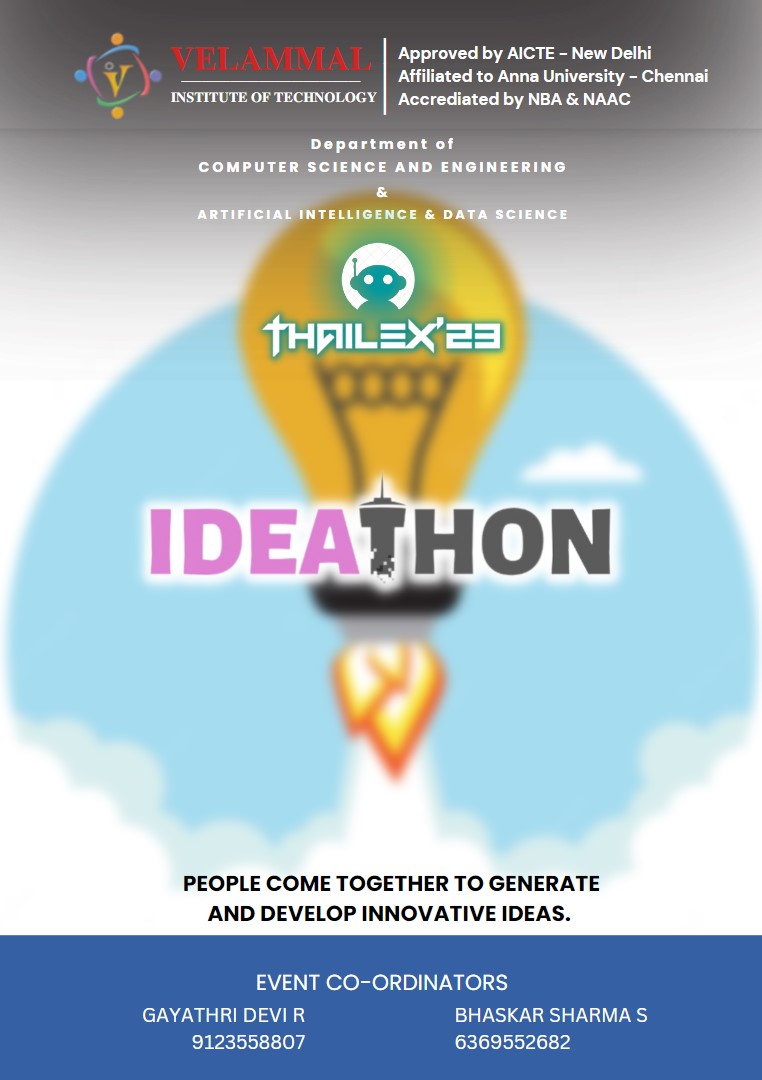 VELAMMAL
INSTITUTE OF TECHNOLOGY
Approved by AICTE – New Delhi
Affiliated to Anna University – Chennai
Accrediated by NBA & NAAC
Department of
COMPUTER SCIENCE AND ENGINEERING
&
ARTIFICIAL INTELLIGENCE & DATA SCIENCE
THAILEX'23
IDEATHON
PEOPLE COME TOGETHER TO GENERATE
AND DEVELOP INNOVATIVE IDEAS.
EVENT CO-ORDINATORS
GAYATHRI DEVI R
9123558807
BHASKAR SHARMA S
6369552682